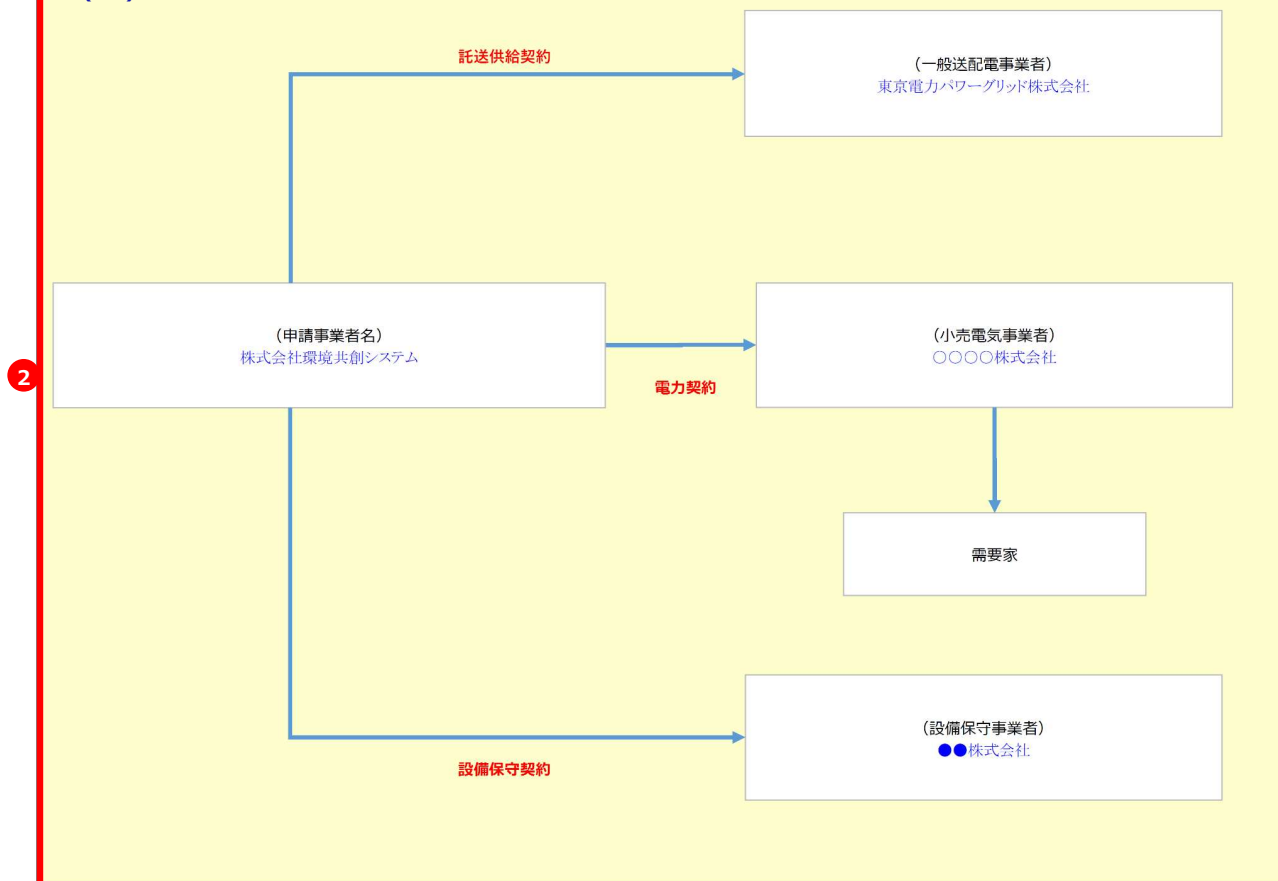 託送供給契約
(一般送配電事業者)
東京電力パワーグリッド株式会社
(申請事業者名)
株式会社環境共創システム
(小売電気事業者)
○○○○株式会社
2
電力契約
需要家
(設備保守事業者)
●●株式会社
設備保守契約